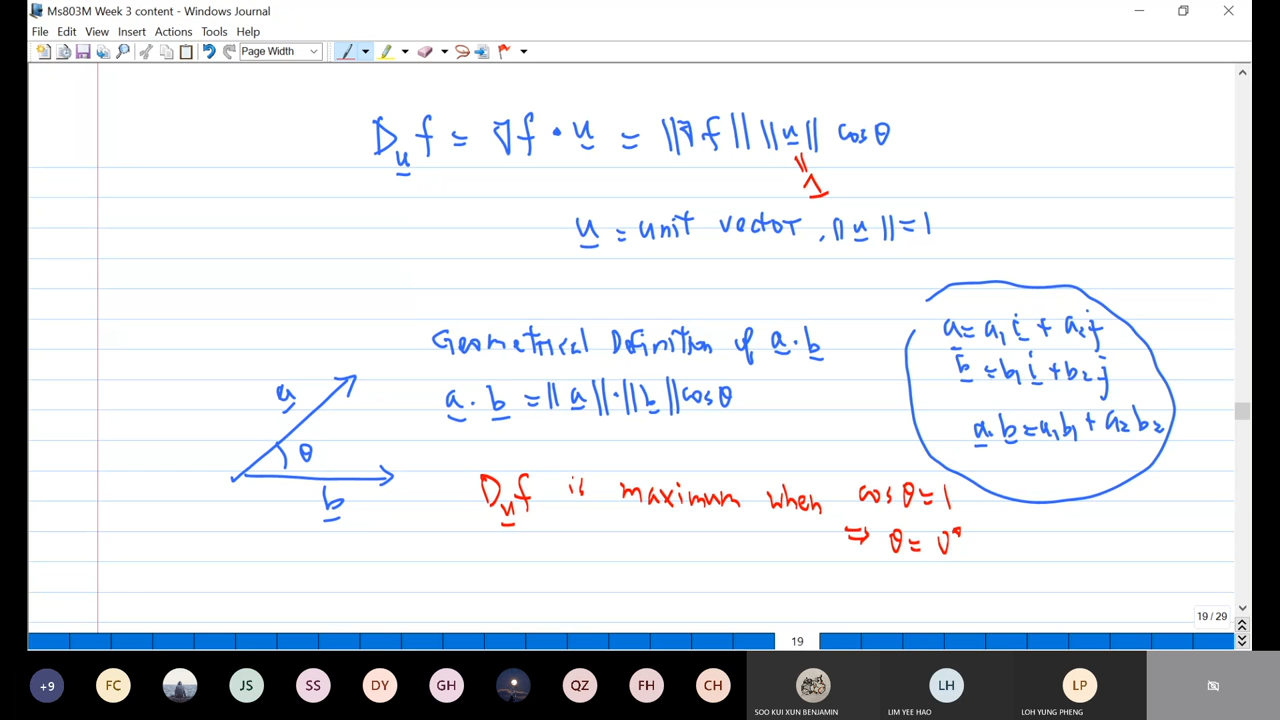 Ms803M Week 3 content - Windows Journal
File Edit View Insert Actions Tools Help
Page Width
D_u f = ∇f · u = ||∇f|| ||u|| cosθ
= 1
u = unit vector, ||u|| = 1
Geometrical Definition of a · b
a · b = ||a|| · ||b|| cosθ
a
θ
b
a = a₁i + a₂j
b = b₁i + b₂j
a · b = a₁b₁ + a₂b₂
D_u f is maximum when cosθ = 1
⇒ θ = 0°
19 / 29
19
+9 FC JS SS DY GH QZ FH CH LH LP
SOO KUI XUN BENJAMIN LIM YEE HAO LOH YUNG PHENG